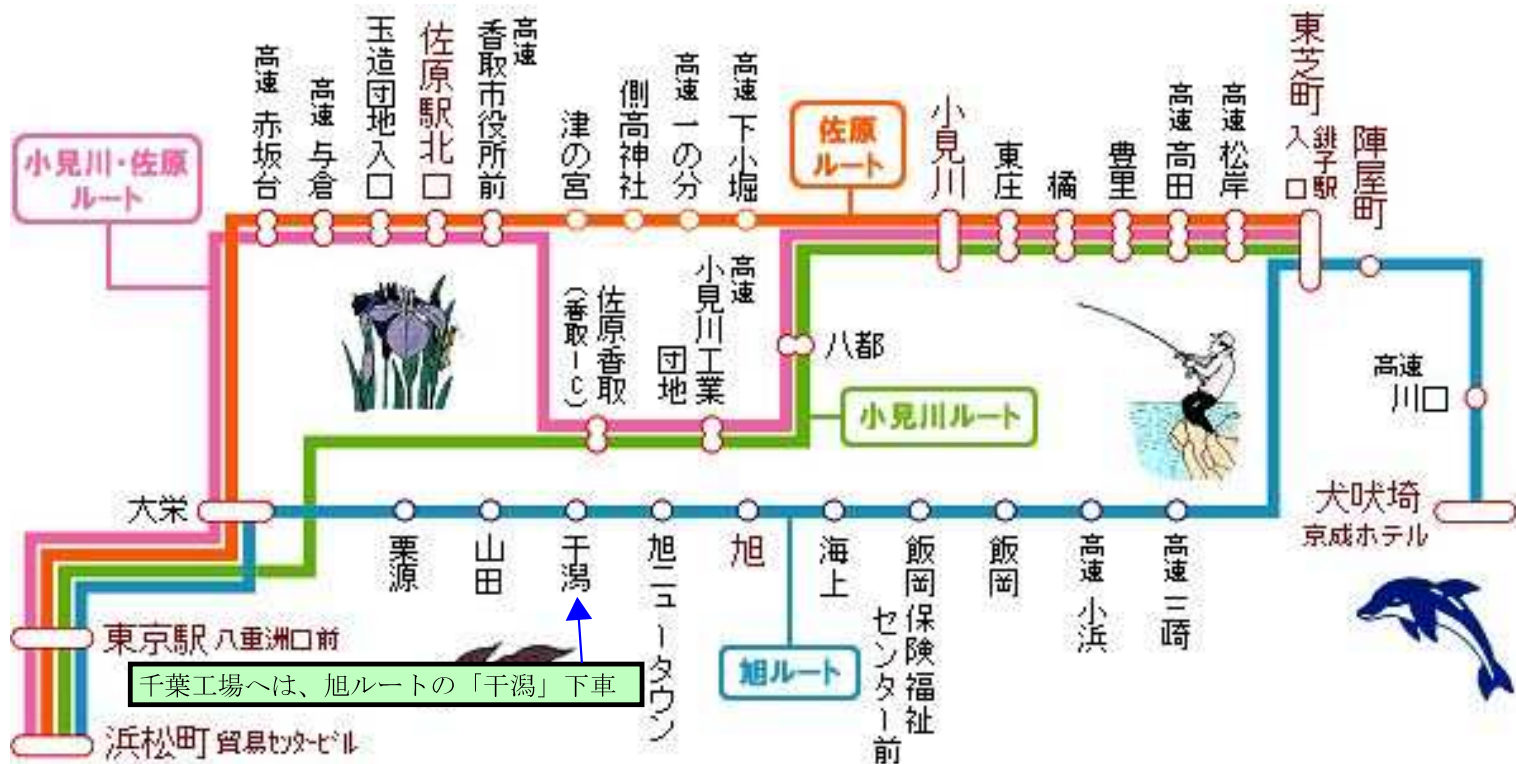 高速 赤坂台
高速 与倉
玉造団地入口
佐原駅北口
高速
香取市役所前
津の宮
側高神社
高速 一の分
高速 下小堀
佐原
ルート
小見川
東庄
橘
豊里
高速 高田
高速 松岸
東芝町
入口
銚子駅
陣屋町
小見川・佐原
ルート
佐原香取
(香取IC)
高速
小見川工業
団地
八都
小見川ルート
高速
川口
犬吠埼
京成ホテル
大栄
栗源
山田
干潟
旭ニュータウン
旭
海上
飯岡保険福祉
センター前
飯岡
高速 小浜
高速 三崎
旭ルート
東京駅 八重洲口前
千葉工場へは、旭ルートの「干潟」下車
浜松町 貿易センタービル